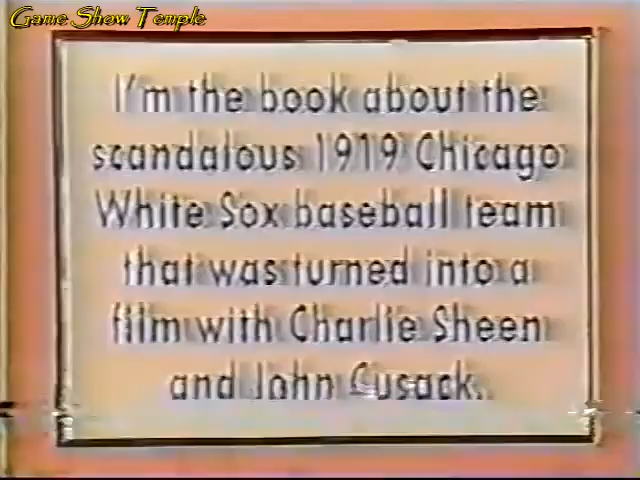 Game Show Temple
I'm the book about the
scandalous 1919 Chicago
White Sox baseball team
that was turned into a
film with Charlie Sheen
and John Cusack.